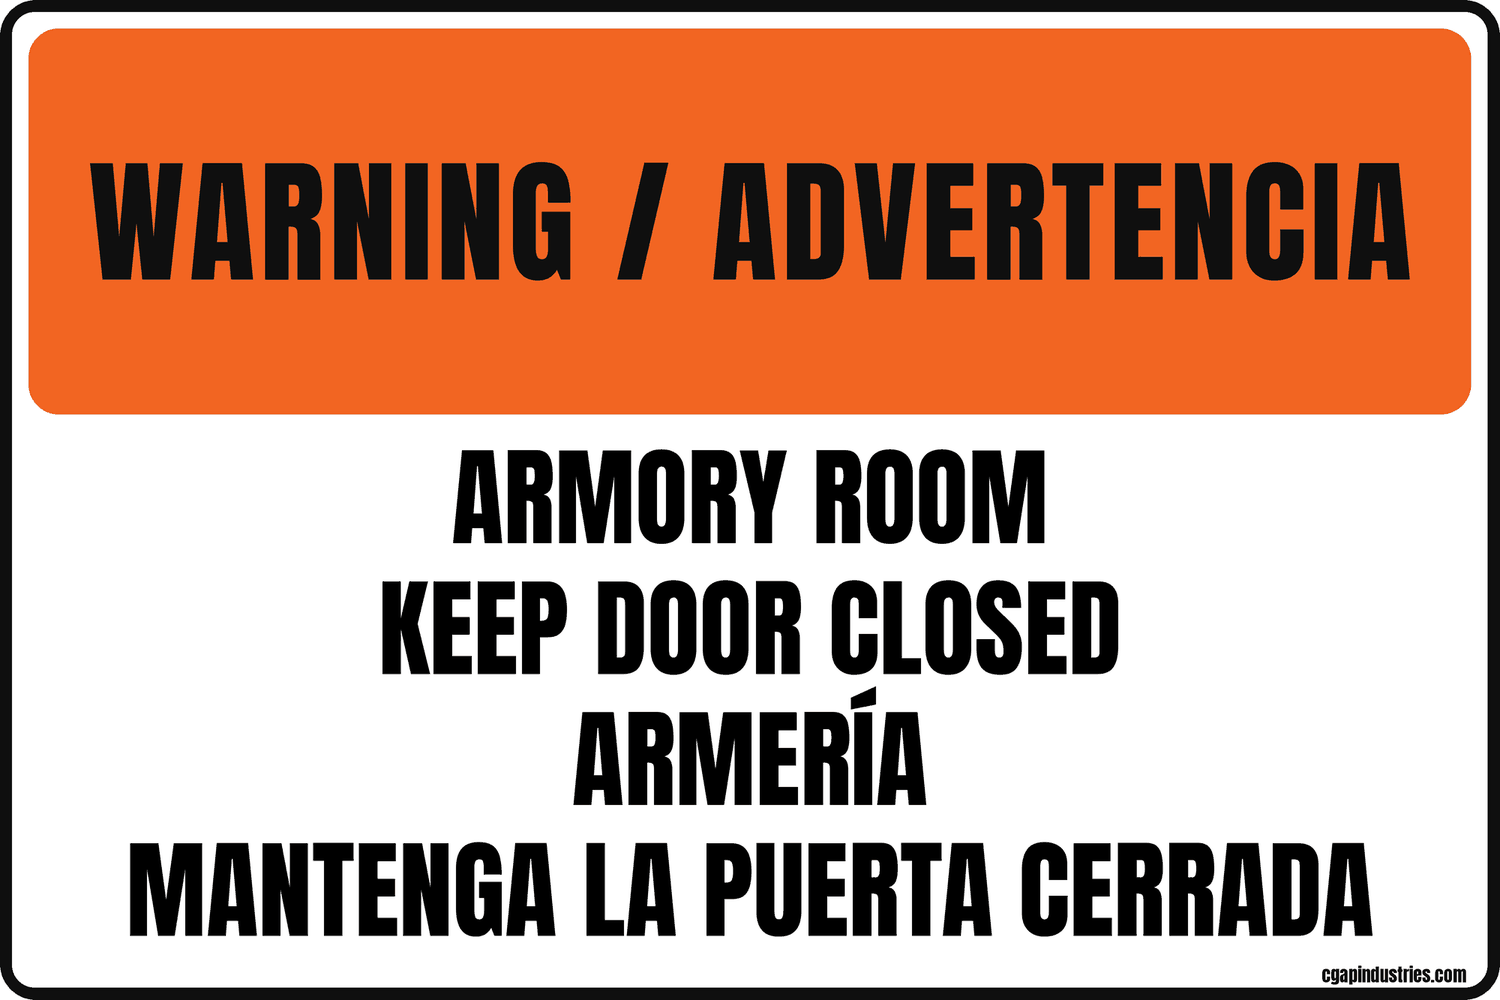 WARNING / ADVERTENCIA
ARMORY ROOM
KEEP DOOR CLOSED
ARMERÍA
MANTENGA LA PUERTA CERRADA
cgapindustries.com